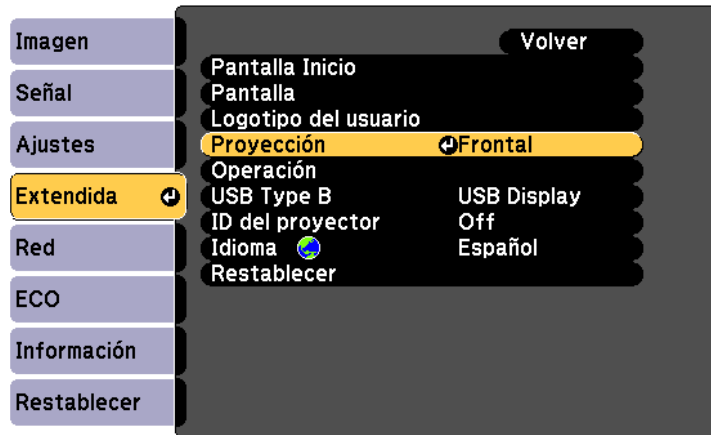 Imagen
Señal
Ajustes
Extendida
Red
ECO
Información
Restablecer
Volver
Pantalla Inicio
Pantalla
Logotipo del usuario
Proyección Frontal
Operación
USB Type B USB Display
ID del proyector Off
Idioma Español
Restablecer